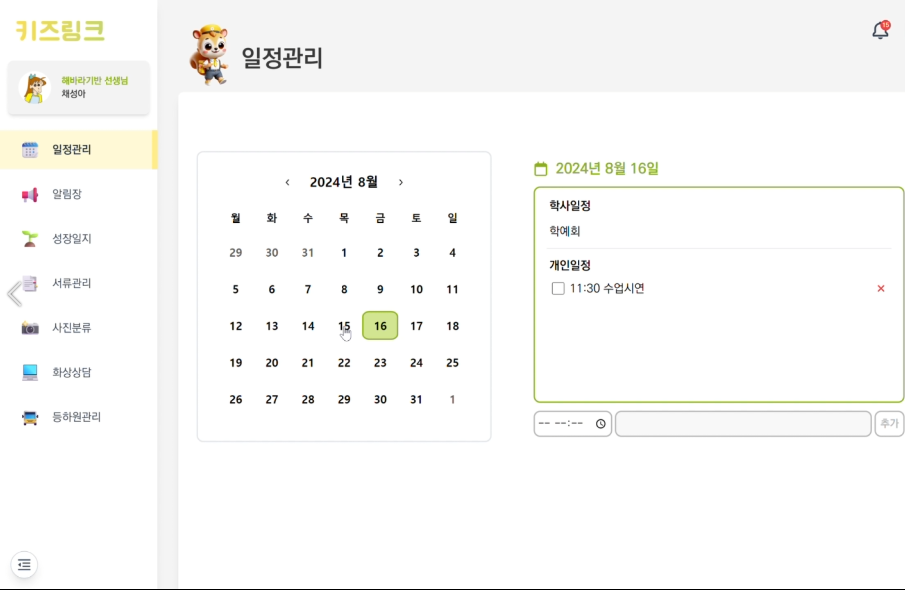 키즈링크
해바라기반 선생님
채성아
일정관리
알림장
성장일지
서류관리
사진분류
화상상담
등하원관리
일정관리
15
‹ 2024년 8월 ›
월 화 수 목 금 토 일
29 30 31 1 2 3 4
5 6 7 8 9 10 11
12 13 14 15 16 17 18
19 20 21 22 23 24 25
26 27 28 29 30 31 1
2024년 8월 16일
학사일정
학예회
개인일정
11:30 수업시연 ×
-- --:-- 추가